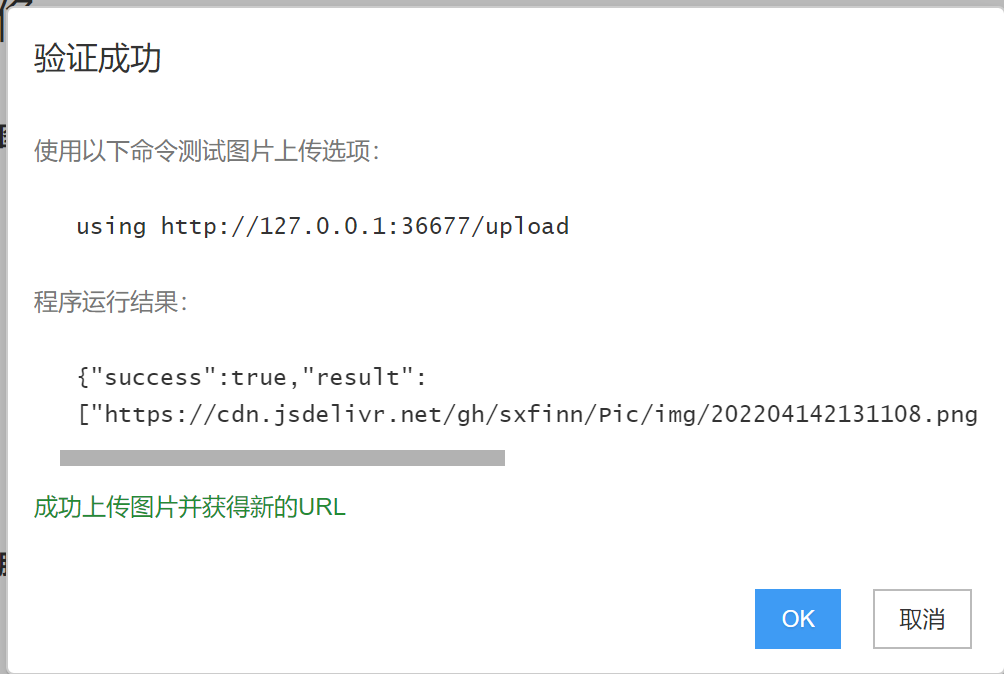 验证成功
使用以下命令测试图片上传选项：
using http://127.0.0.1:36677/upload
程序运行结果：
{"success":true,"result":
["https://cdn.jsdelivr.net/gh/sxfinn/Pic/img/202204142131108.png
成功上传图片并获得新的URL
OK
取消